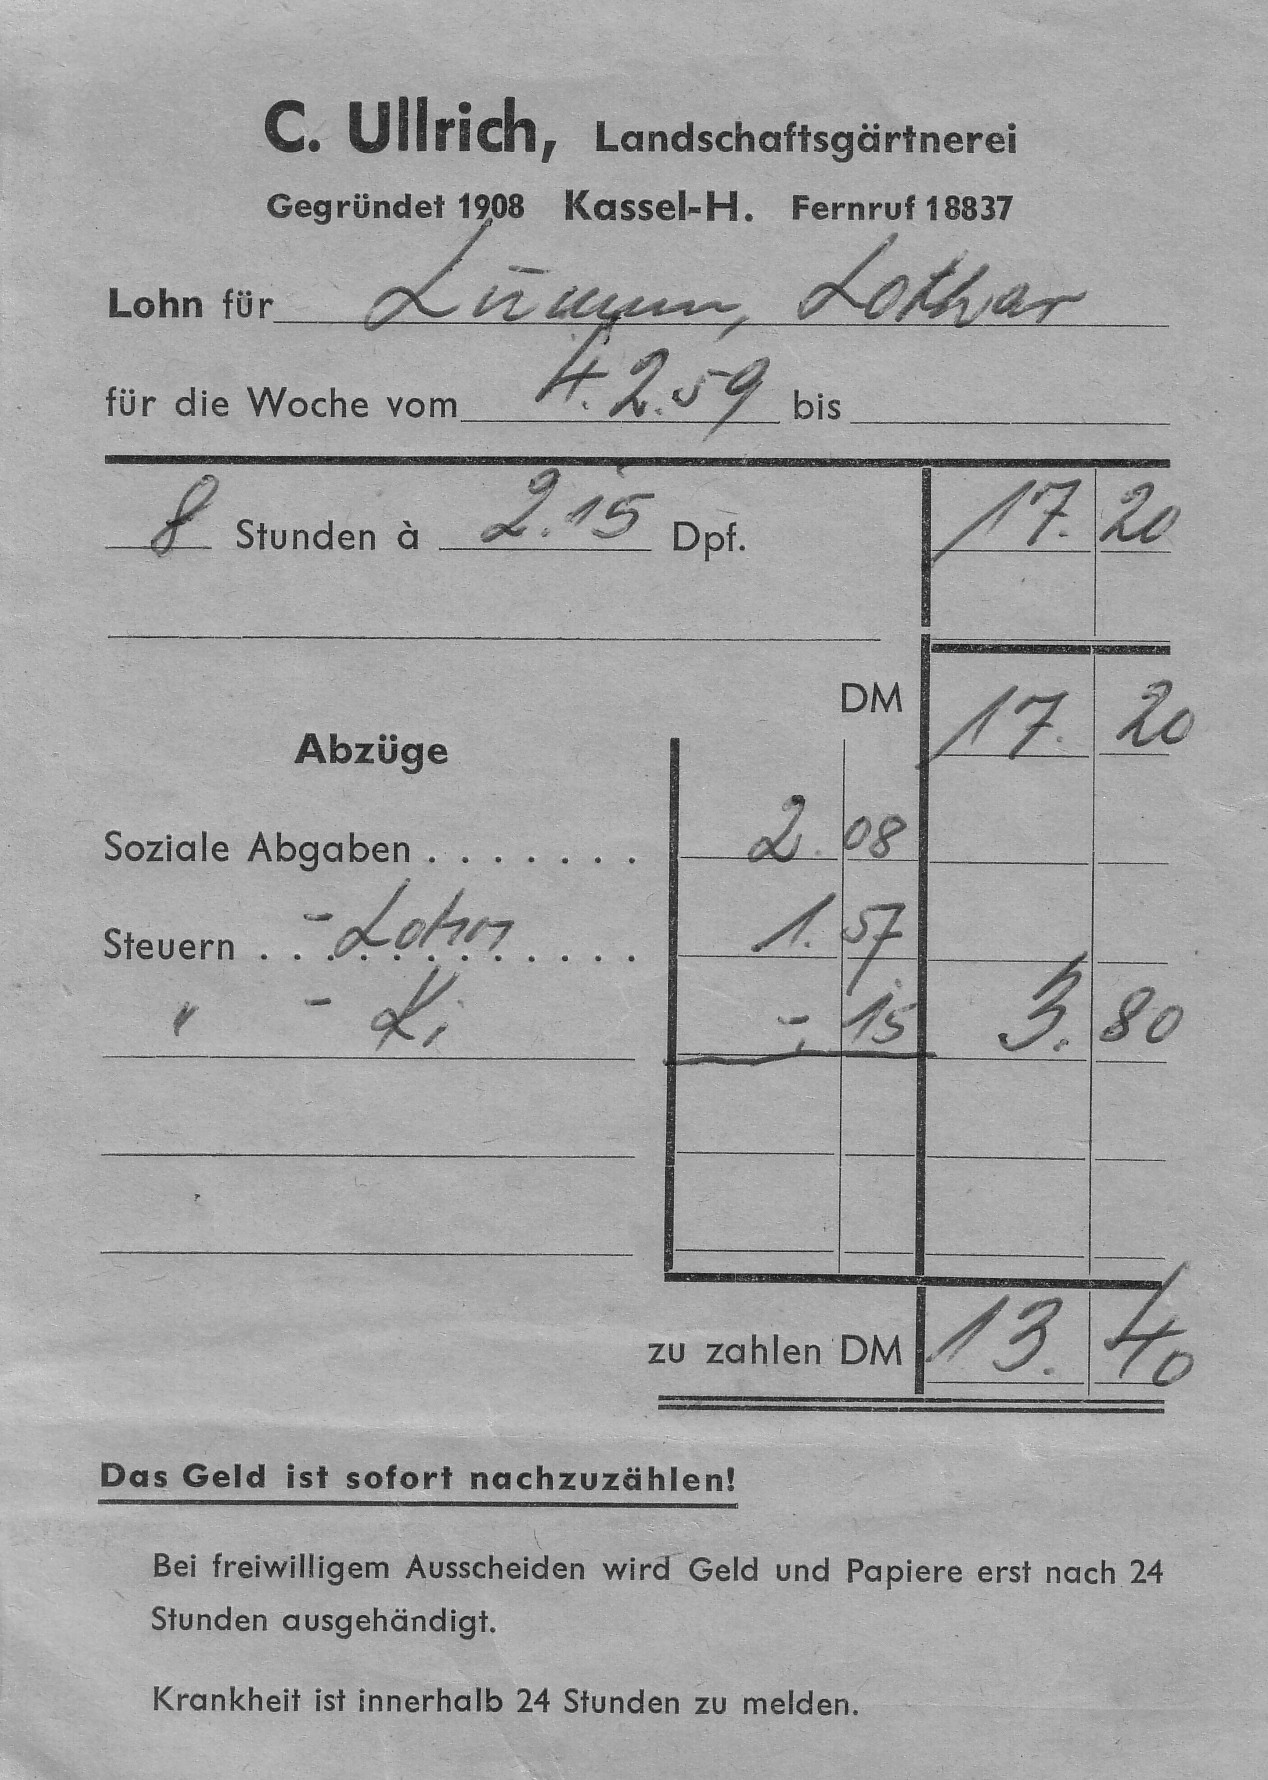 C. Ullrich, Landschaftsgärtnerei
Gegründet 1908 Kassel-H. Fernruf 18837
Lohn für Lothar
für die Woche vom 4.2.59 bis
8 Stunden à 2.15 Dpf. 17. 20
DM 17. 20
Abzüge
Soziale Abgaben . . . . . . . 2. 08
Steuern . . . . . . . . . . . . - Lohn 1. 57
" - Ki -, 15 3. 80
zu zahlen DM 13. 40
Das Geld ist sofort nachzuzählen!
Bei freiwilligem Ausscheiden wird Geld und Papiere erst nach 24
Stunden ausgehändigt.
Krankheit ist innerhalb 24 Stunden zu melden.